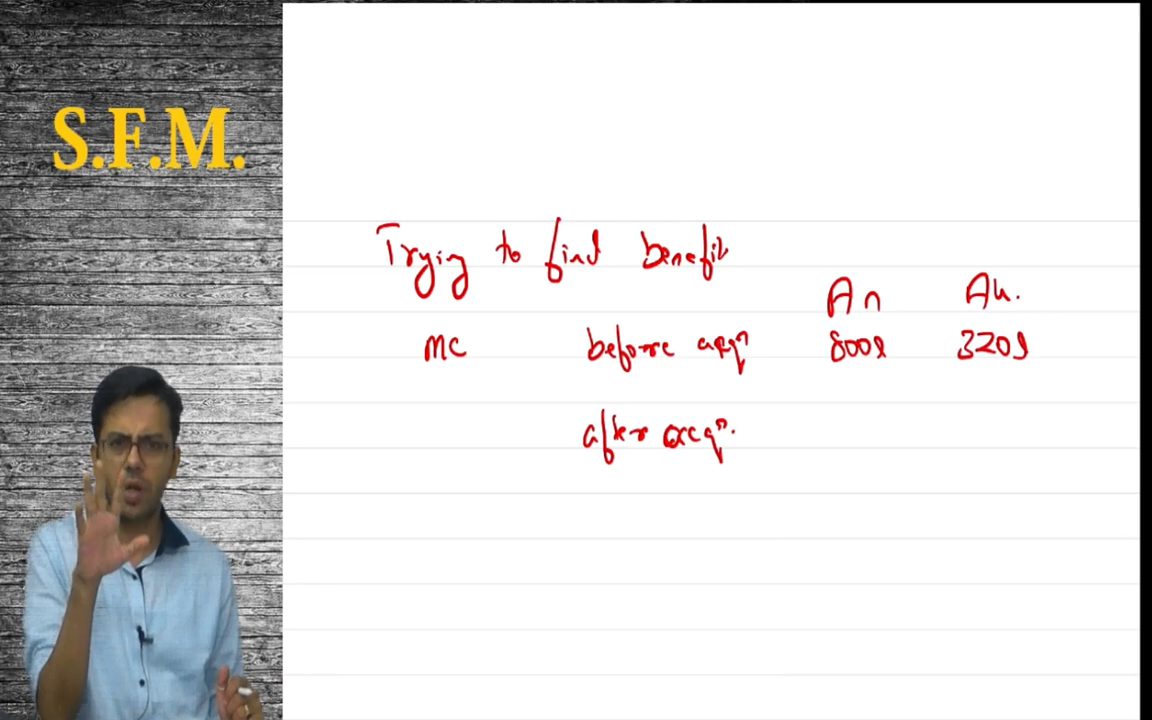 S.F.M.
Trying to find benefit
An Ah.
MC before acqn 800l 320l
after acqn.